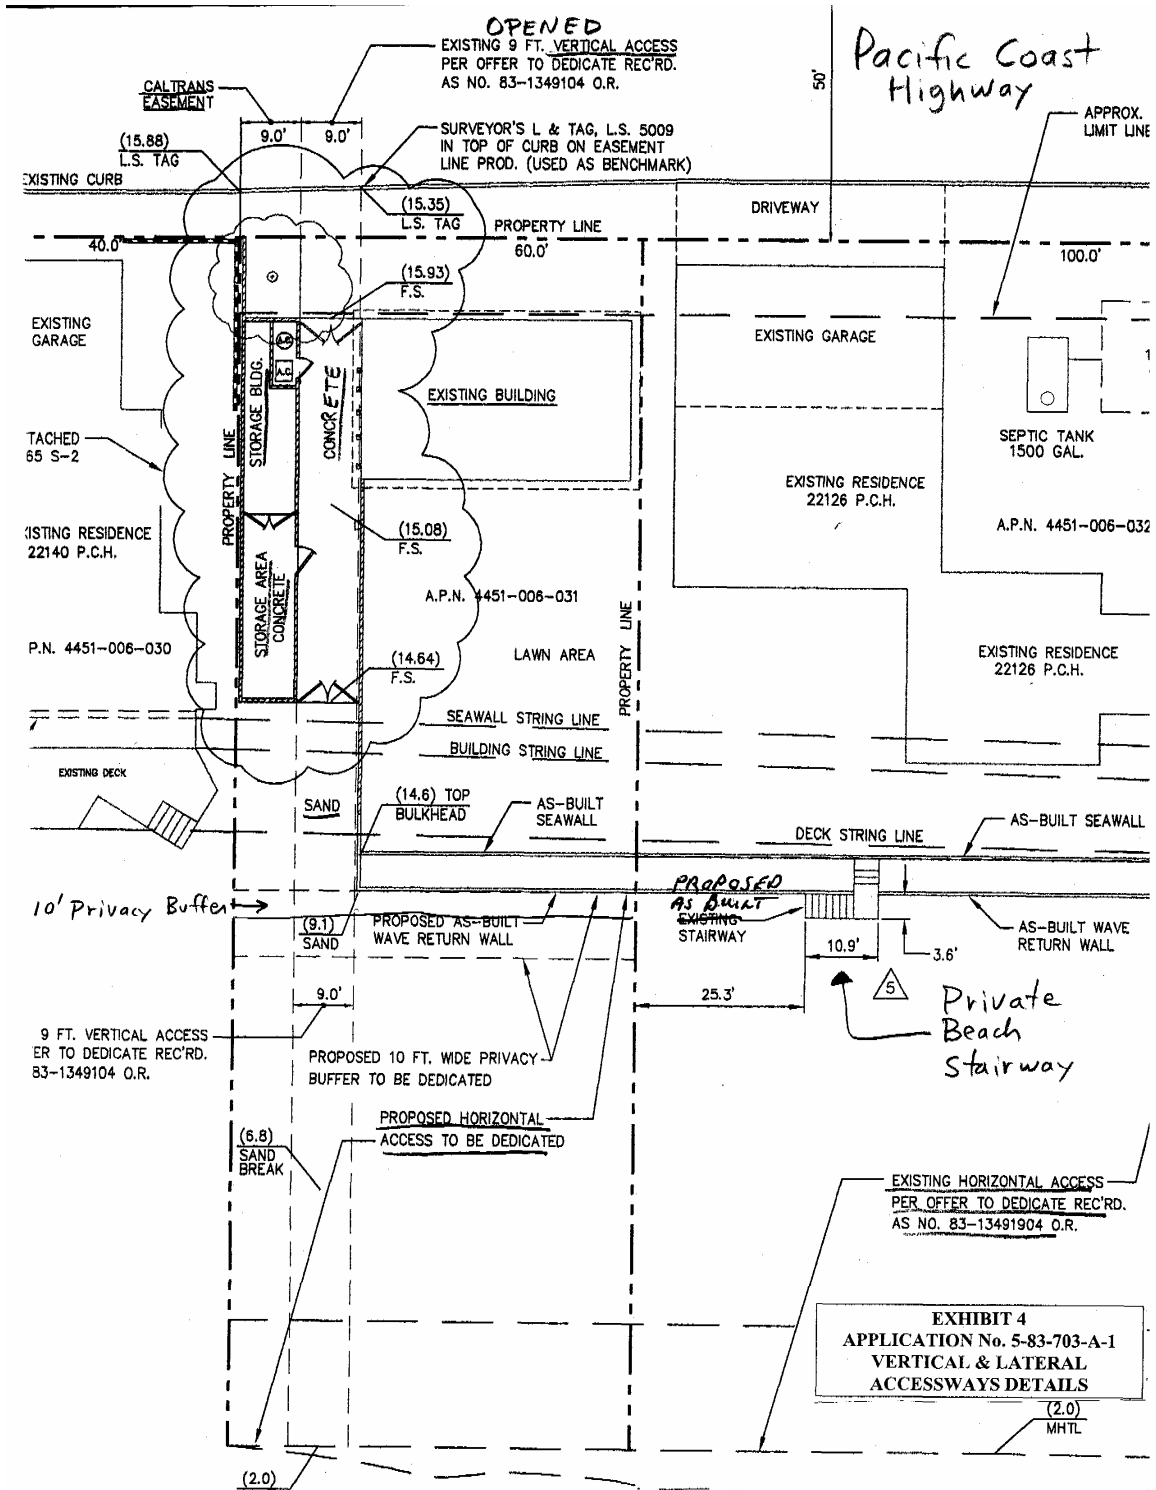 OPENED
EXISTING 9 FT. VERTICAL ACCESS
PER OFFER TO DEDICATE REC'RD.
AS NO. 83-1349104 O.R.
Pacific Coast
Highway
50'
CALTRANS
EASEMENT
APPROX.
LIMIT LINE
9.0'
9.0'
SURVEYOR'S L & TAG, L.S. 5009
IN TOP OF CURB ON EASEMENT
LINE PROD. (USED AS BENCHMARK)
(15.88)
L.S. TAG
EXISTING CURB
(15.35)
L.S. TAG
DRIVEWAY
PROPERTY LINE
40.0'
60.0'
100.0'
(15.93)
F.S.
EXISTING
GARAGE
EXISTING GARAGE
STORAGE BLDG.
A.C.
A.C.
CONCRETE
EXISTING BUILDING
TACHED
65 S-2
PROPERTY LINE
SEPTIC TANK
1500 GAL.
EXISTING RESIDENCE
22126 P.C.H.
(15.08)
F.S.
ISTING RESIDENCE
22140 P.C.H.
A.P.N. 4451-006-032
STORAGE AREA
CONCRETE
A.P.N. 4451-006-031
PROPERTY LINE
P.N. 4451-006-030
LAWN AREA
(14.64)
F.S.
EXISTING RESIDENCE
22126 P.C.H.
SEAWALL STRING LINE
BUILDING STRING LINE
EXISTING DECK
SAND
(14.6) TOP
BULKHEAD
AS-BUILT
SEAWALL
DECK STRING LINE
AS-BUILT SEAWALL
10' Privacy Buffer
(9.1)
SAND
PROPOSED AS-BUILT
WAVE RETURN WALL
PROPOSED
AS BUILT
EXISTING
STAIRWAY
AS-BUILT WAVE
RETURN WALL
10.9'
3.6'
5
9.0'
25.3'
Private
Beach
Stairway
9 FT. VERTICAL ACCESS
ER TO DEDICATE REC'RD.
83-1349104 O.R.
PROPOSED 10 FT. WIDE PRIVACY
BUFFER TO BE DEDICATED
PROPOSED HORIZONTAL
ACCESS TO BE DEDICATED
(6.8)
SAND
BREAK
EXISTING HORIZONTAL ACCESS
PER OFFER TO DEDICATE REC'RD.
AS NO. 83-13491904 O.R.
EXHIBIT 4
APPLICATION No. 5-83-703-A-1
VERTICAL & LATERAL
ACCESSWAYS DETAILS
(2.0)
MHTL
(2.0)